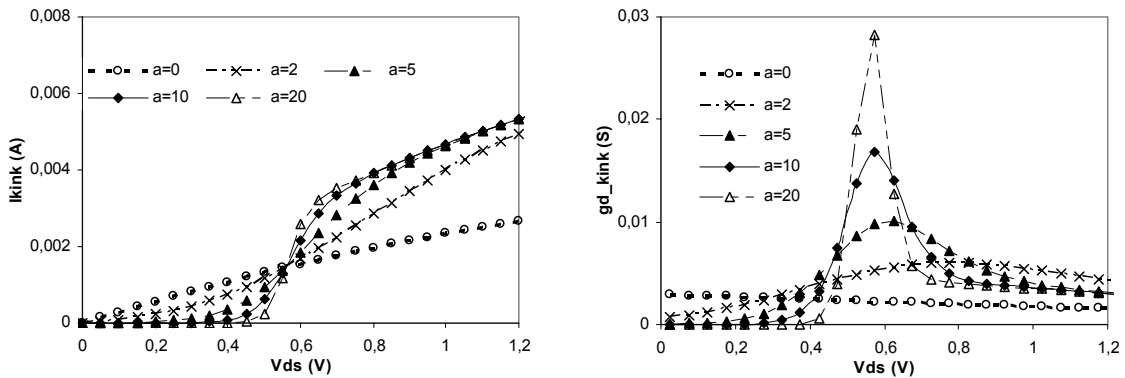 0,008
0,006
0,004
0,002
0
Ikink (A)
a=0 a=2 a=5
a=10 a=20
0 0,2 0,4 0,6 0,8 1 1,2
Vds (V)
0,03
0,02
0,01
0
gd_kink (S)
a=0
a=2
a=5
a=10
a=20
0 0,2 0,4 0,6 0,8 1 1,2
Vds (V)